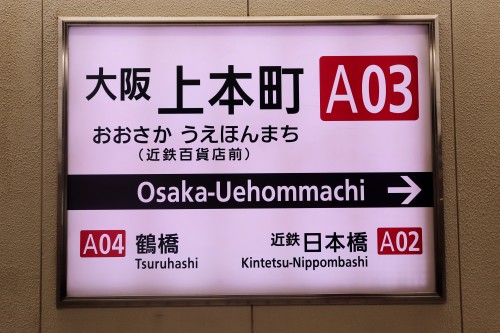 大阪 上本町 A03
おおさか うえほんまち
(近鉄百貨店前)
Osaka-Uehommachi →
A04 鶴橋 近鉄 日本橋 A02
Tsuruhashi Kintetsu-Nippombashi